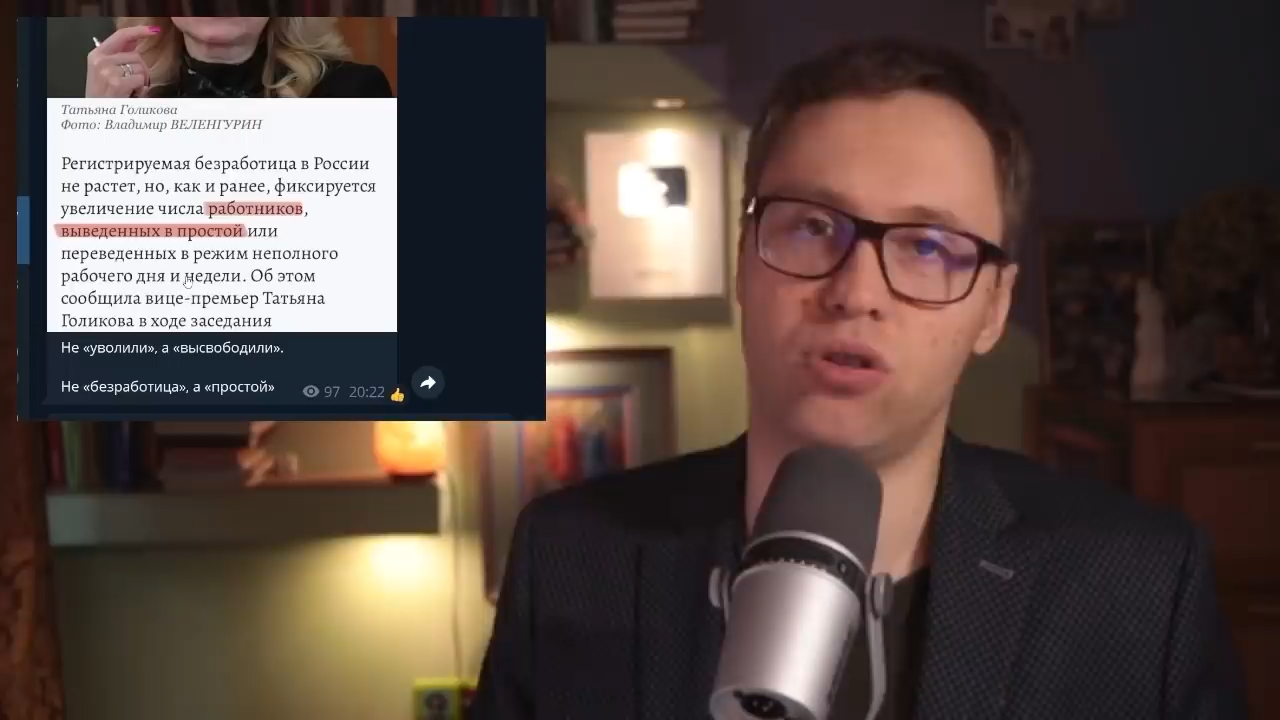 Татьяна Голикова
Фото: Владимир ВЕЛЕНГУРИН
Регистрируемая безработица в России
не растет, но, как и ранее, фиксируется
увеличение числа работников,
выведенных в простой или
переведенных в режим неполного
рабочего дня и недели. Об этом
сообщила вице-премьер Татьяна
Голикова в ходе заседания
Не «уволили», а «высвободили».
Не «безработица», а «простой»
97 20:22